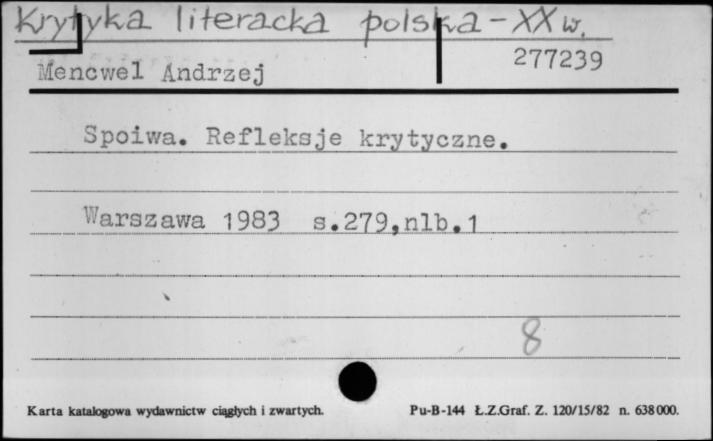 Krytyka literacka polska - XX w.
277239
Mencwel Andrzej
Spoiwa. Refleksje krytyczne.
Warszawa 1983 s.279,nlb.1
8
Karta katalogowa wydawnictw ciągłych i zwartych. Pu-B-144 Ł.Z.Graf. Z. 120/15/82 n. 638000.